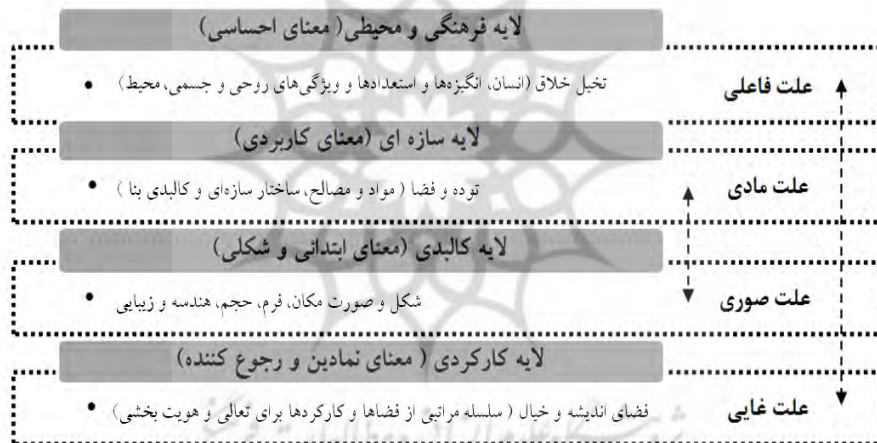 لایه فرهنگی و محیطی( معنای احساسی)
علت فاعلی
تخیل خلاق (انسان، انگیزه‌ها و استعدادها و ویژگی‌های روحی و جسمی، محیط) •
لایه سازه ای (معنای کاربردی)
علت مادی
توده و فضا ( مواد و مصالح، ساختار سازه‌ای و کالبدی بنا ) •
لایه کالبدی (معنای ابتدائی و شکلی)
علت صوری
شکل و صورت مکان، فرم، حجم، هندسه و زیبایی •
لایه کارکردی ( معنای نمادین و رجوع کننده)
علت غایی
فضای اندیشه و خیال ( سلسله مراتبی از فضاها و کارکردها برای تعالی و هویت بخشی) •